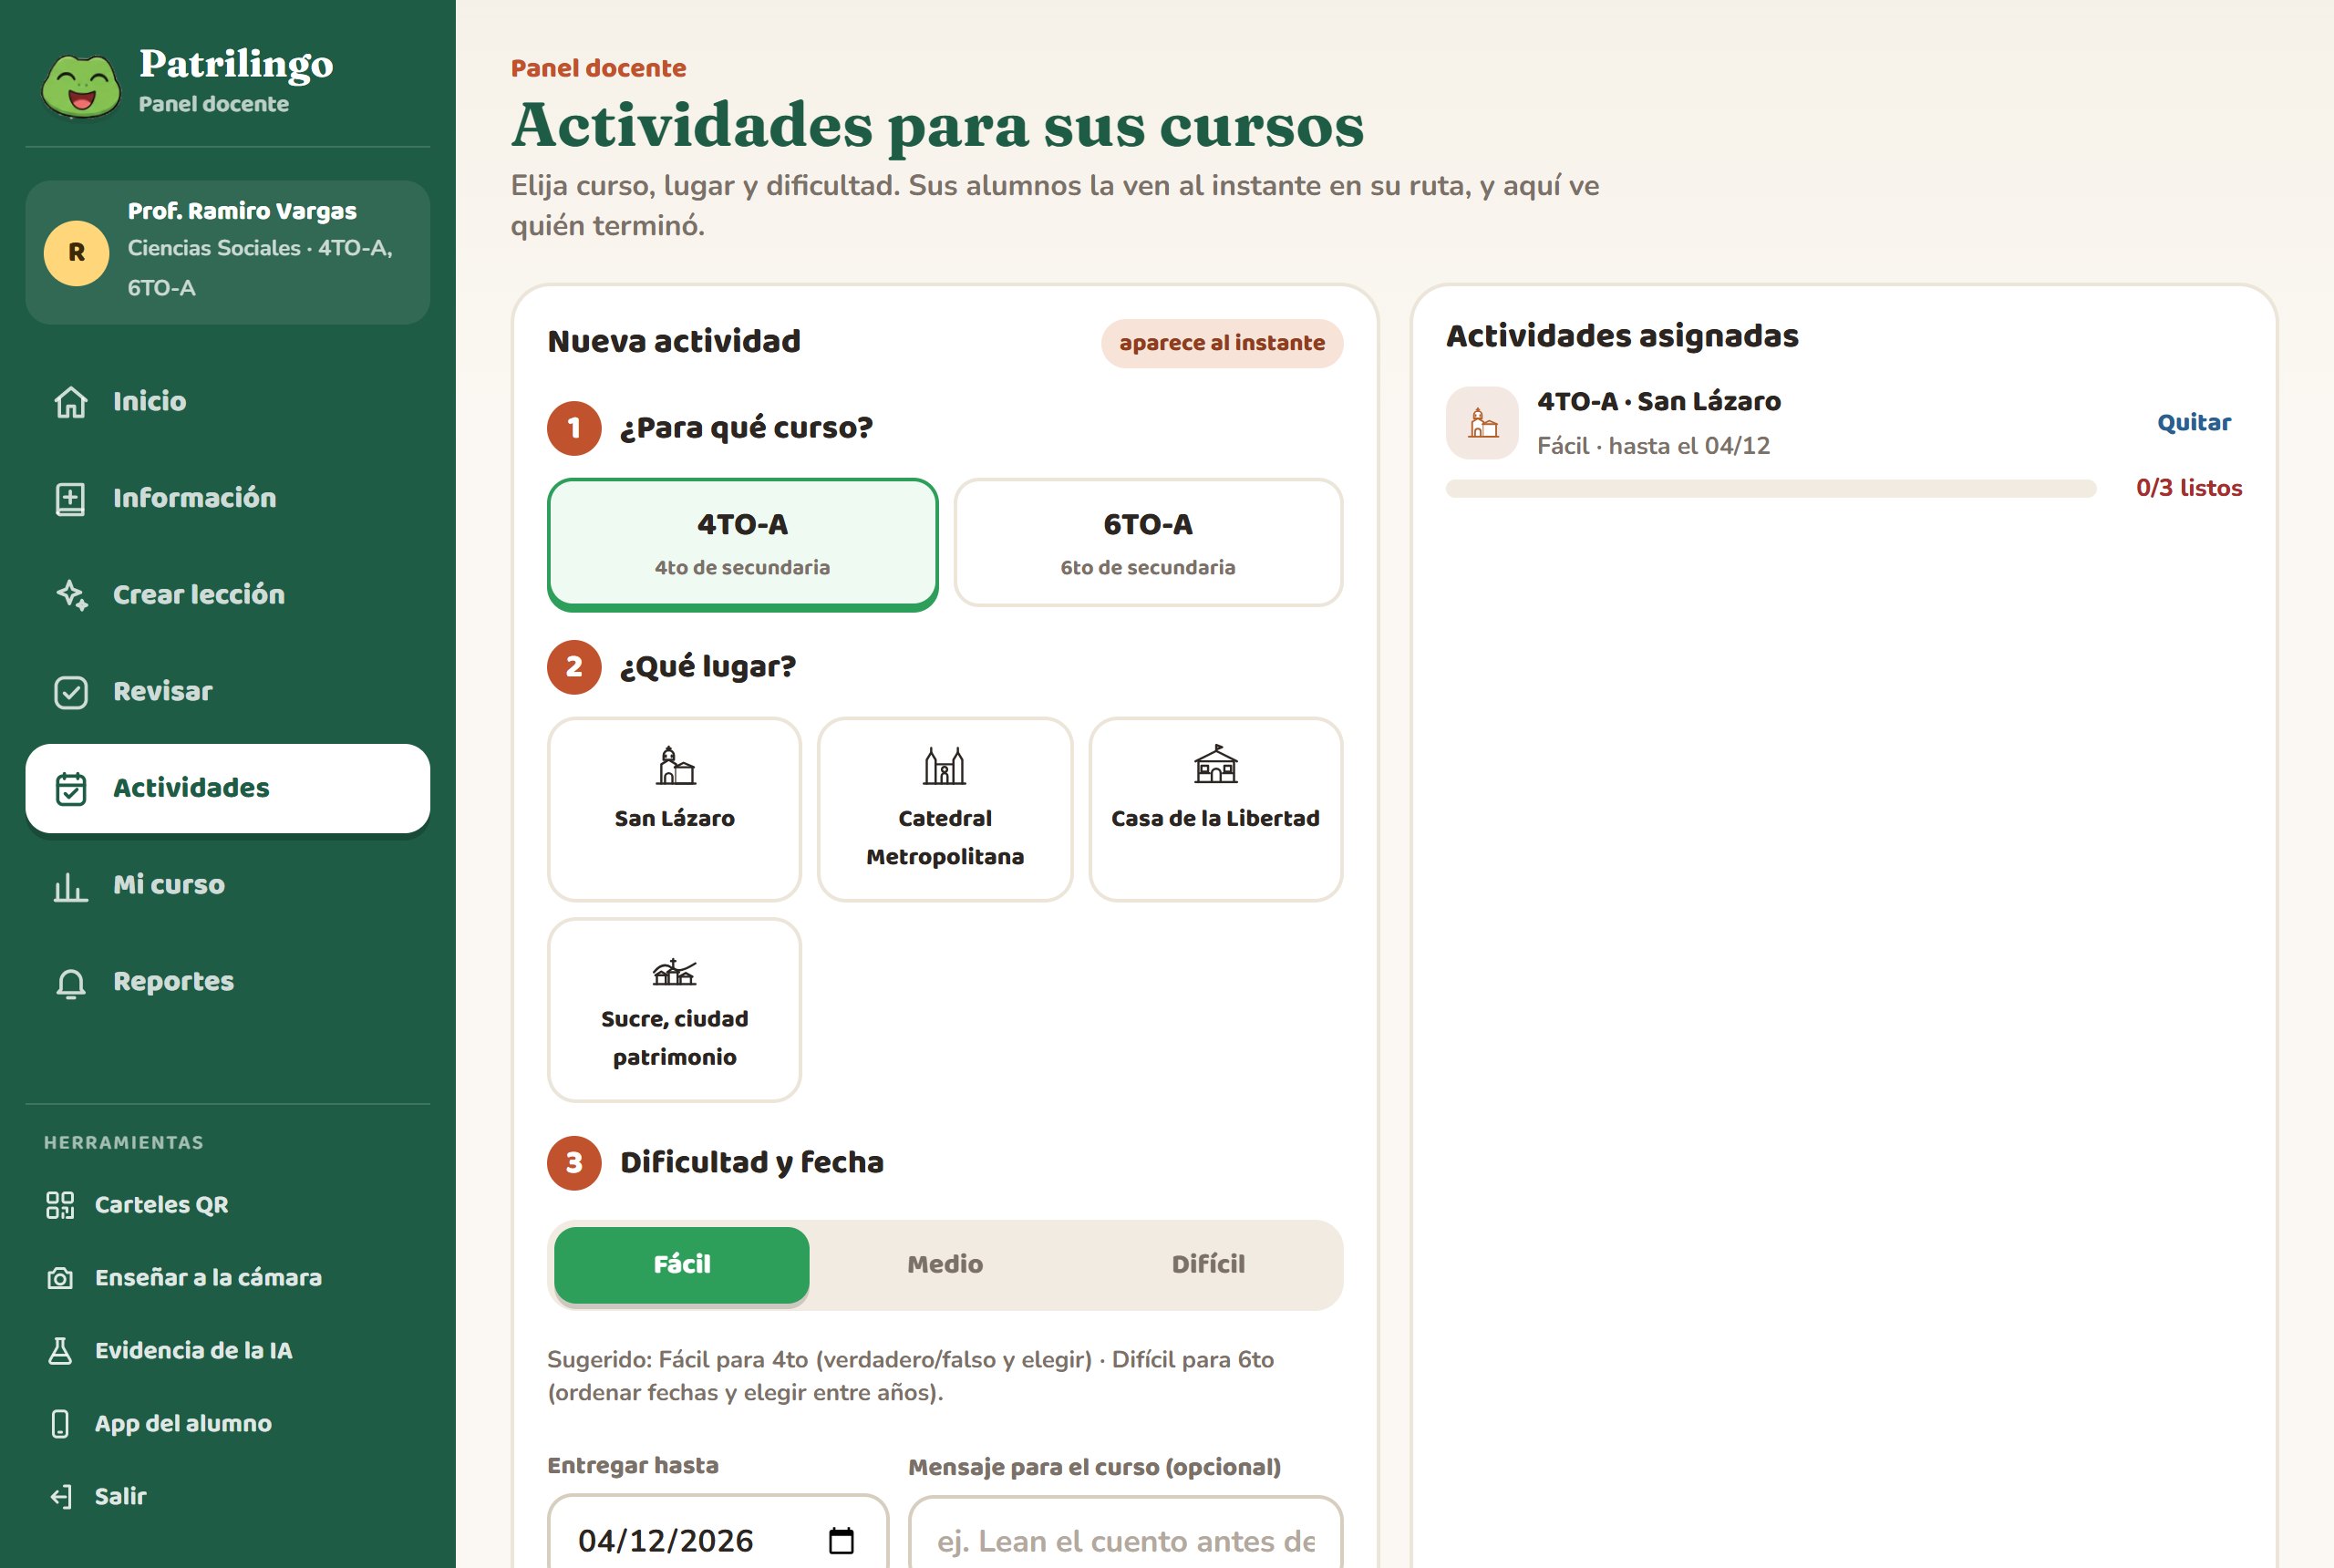 Patrilingo
Panel docente
R
Prof. Ramiro Vargas
Ciencias Sociales · 4TO-A,
6TO-A
Inicio
Información
Crear lección
Revisar
Actividades
Mi curso
Reportes
HERRAMIENTAS
Carteles QR
Enseñar a la cámara
Evidencia de la IA
App del alumno
Salir
Panel docente
Actividades para sus cursos
Elija curso, lugar y dificultad. Sus alumnos la ven al instante en su ruta, y aquí ve
quién terminó.
Nueva actividad
aparece al instante
1 ¿Para qué curso?
4TO-A
4to de secundaria
6TO-A
6to de secundaria
2 ¿Qué lugar?
San Lázaro
Catedral
Metropolitana
Casa de la Libertad
Sucre, ciudad
patrimonio
3 Dificultad y fecha
Fácil
Medio
Difícil
Sugerido: Fácil para 4to (verdadero/falso y elegir) · Difícil para 6to
(ordenar fechas y elegir entre años).
Entregar hasta
04/12/2026
Mensaje para el curso (opcional)
ej. Lean el cuento antes de
Actividades asignadas
4TO-A · San Lázaro
Fácil · hasta el 04/12
Quitar
0/3 listos